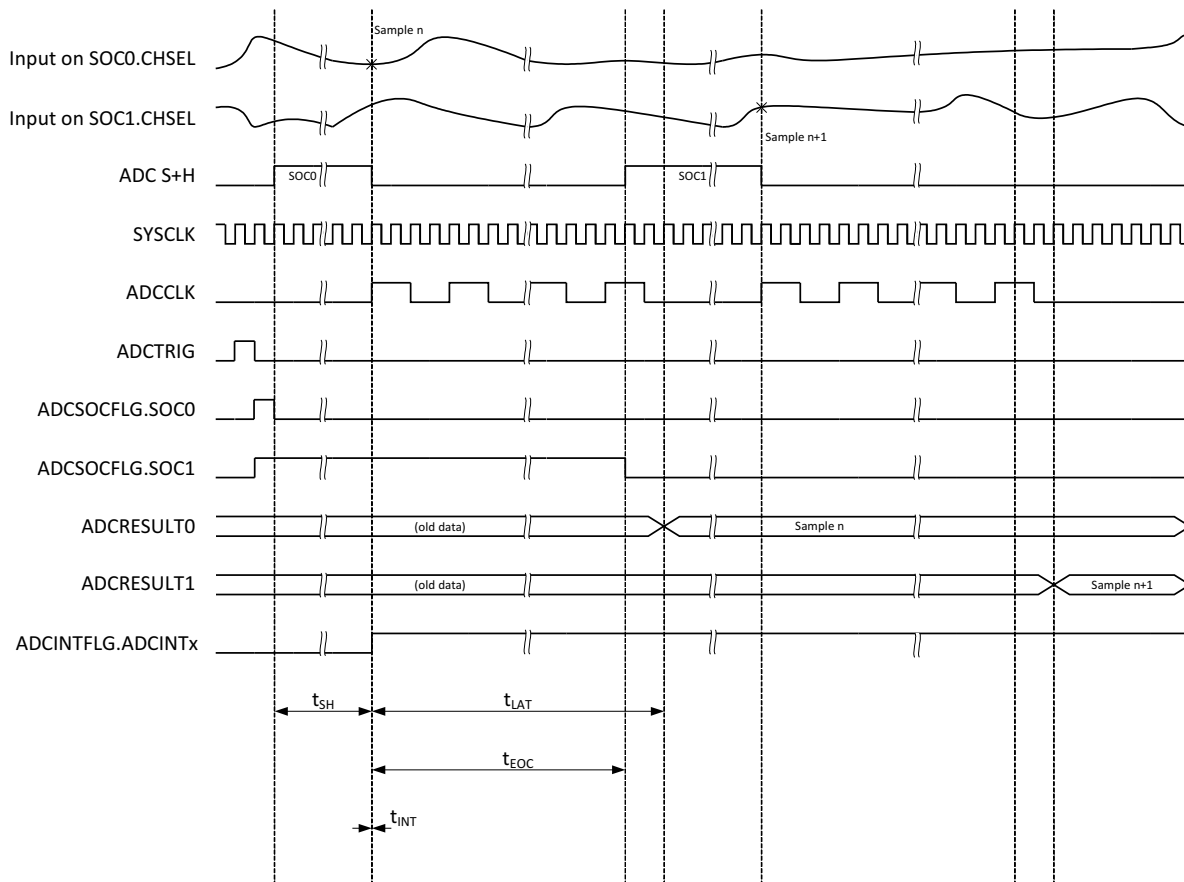 Sample n
Input on SOC0.CHSEL
Input on SOC1.CHSEL
Sample n+1
ADC S+H
SOC0
SOC1
SYSCLK
ADCCLK
ADCTRIG
ADCSOCFLG.SOC0
ADCSOCFLG.SOC1
ADCRESULT0
(old data)
Sample n
ADCRESULT1
(old data)
Sample n+1
ADCINTFLG.ADCINTx
tSH
tLAT
tEOC
tINT